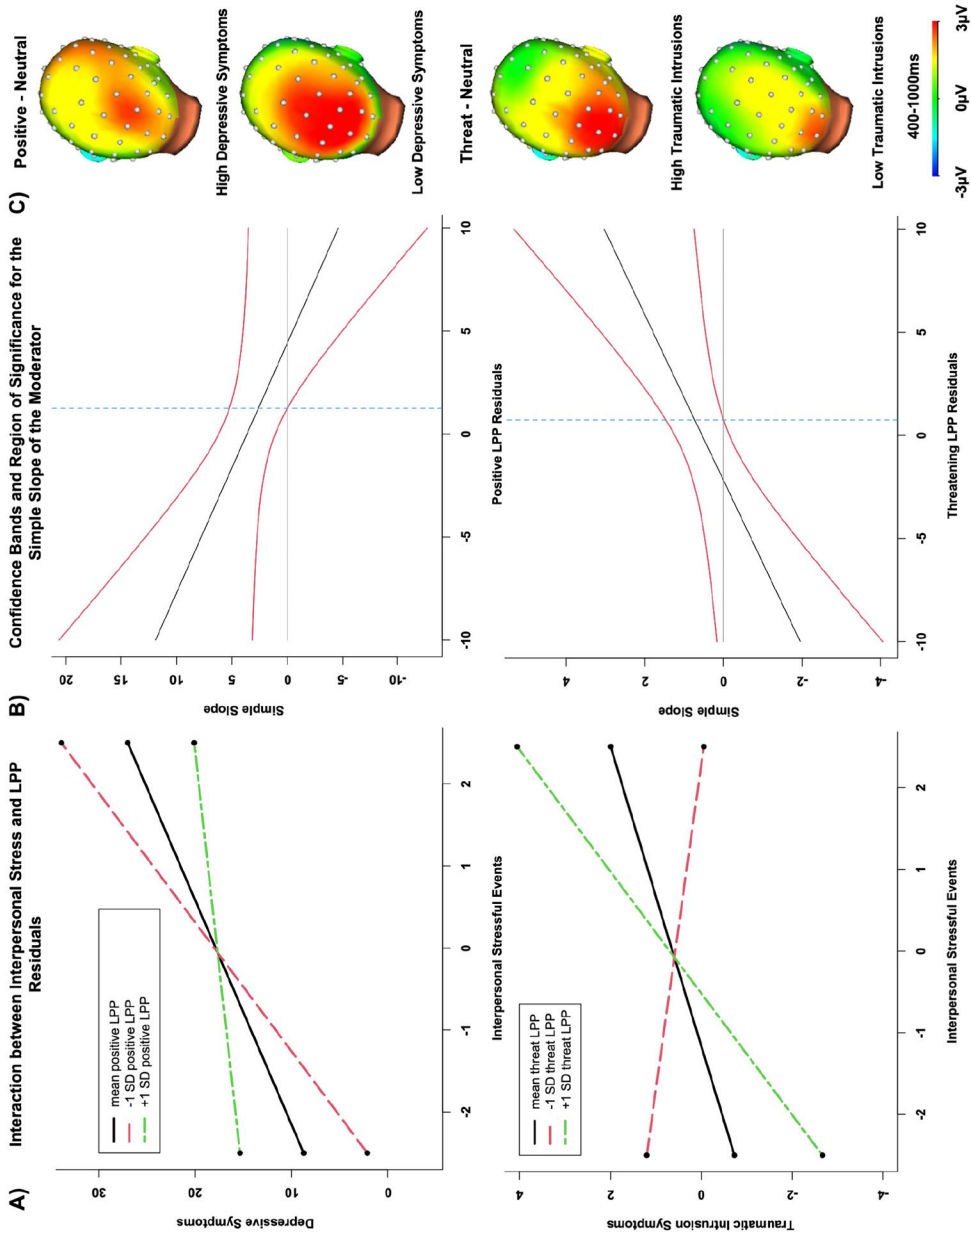 A)
Interaction between Interpersonal Stress and LPP
Residuals
Depressive Symptoms
30
20
10
0
mean positive LPP
-1 SD positive LPP
+1 SD positive LPP
-2
-1
0
1
2
Interpersonal Stressful Events
Traumatic Intrusion Symptoms
4
2
0
-2
-4
mean threat LPP
-1 SD threat LPP
+1 SD threat LPP
-2
-1
0
1
2
Interpersonal Stressful Events
B)
Confidence Bands and Region of Significance for the
Simple Slope of the Moderator
Simple Slope
20
15
10
5
0
-5
-10
-10
-5
0
5
10
Positive LPP Residuals
Simple Slope
4
2
0
-2
-4
-10
-5
0
5
10
Threatening LPP Residuals
C)
Positive - Neutral
High Depressive Symptoms
Low Depressive Symptoms
Threat - Neutral
High Traumatic Intrusions
Low Traumatic Intrusions
400-1000ms
-3µV
0µV
3µV